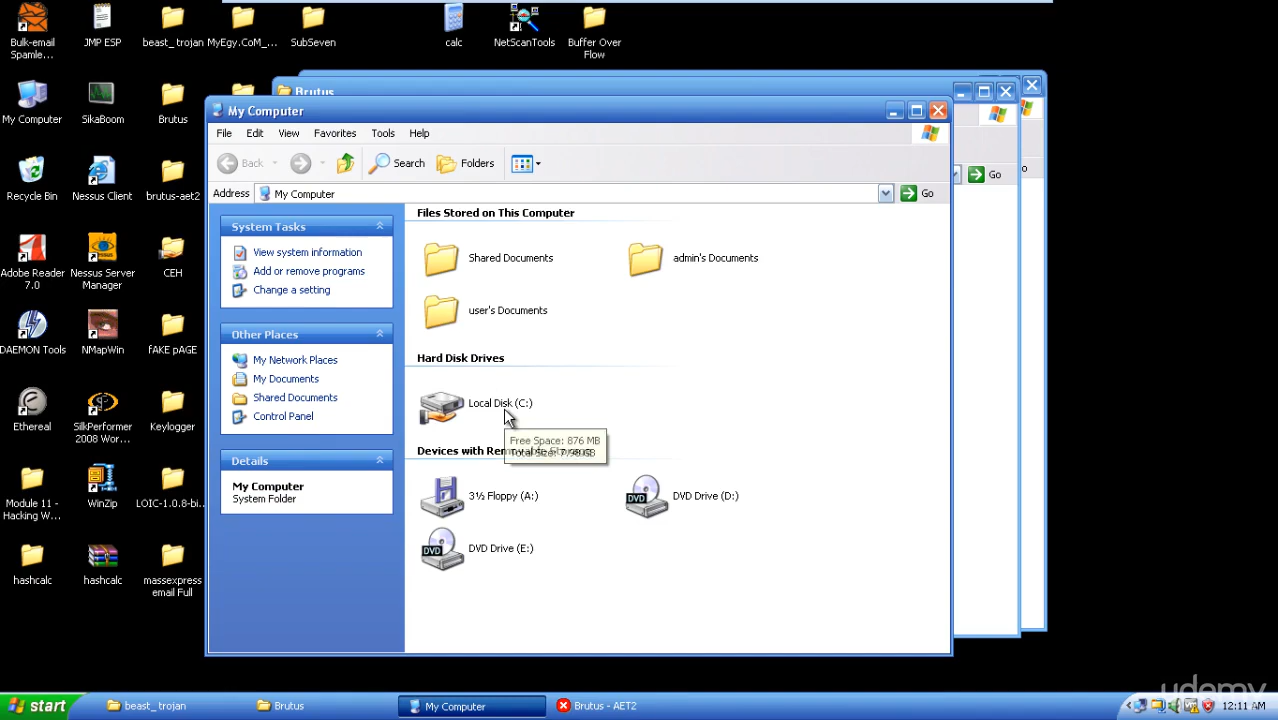 Bulk-email
Spamle...
JMP ESP
beast_trojan
MyEgy.CoM_...
SubSeven
calc
NetScanTools
Buffer Over
Flow
Brutus
My Computer
File Edit View Favorites Tools Help
Back Search Folders
Address My Computer Go
Go
My Computer
SikaBoom
Brutus
Recycle Bin
Nessus Client
brutus-aet2
Adobe Reader
7.0
Nessus Server
Manager
CEH
DAEMON Tools
NMapWin
fAKE pAGE
Ethereal
SilkPerformer
2008 Wor...
Keylogger
Module 11 -
Hacking W...
WinZip
LOIC-1.0.8-bi...
hashcalc
hashcalc
massexpress
email Full
System Tasks
View system information
Add or remove programs
Change a setting
Other Places
My Network Places
My Documents
Shared Documents
Control Panel
Details
My Computer
System Folder
Files Stored on This Computer
Shared Documents
admin's Documents
user's Documents
Hard Disk Drives
Local Disk (C:)
Free Space: 876 MB
Devices with
3½ Floppy (A:)
DVD Drive (D:)
DVD Drive (E:)
DVD
DVD
udemy
start
beast_trojan
Brutus
My Computer
Brutus - AET2
12:11 AM